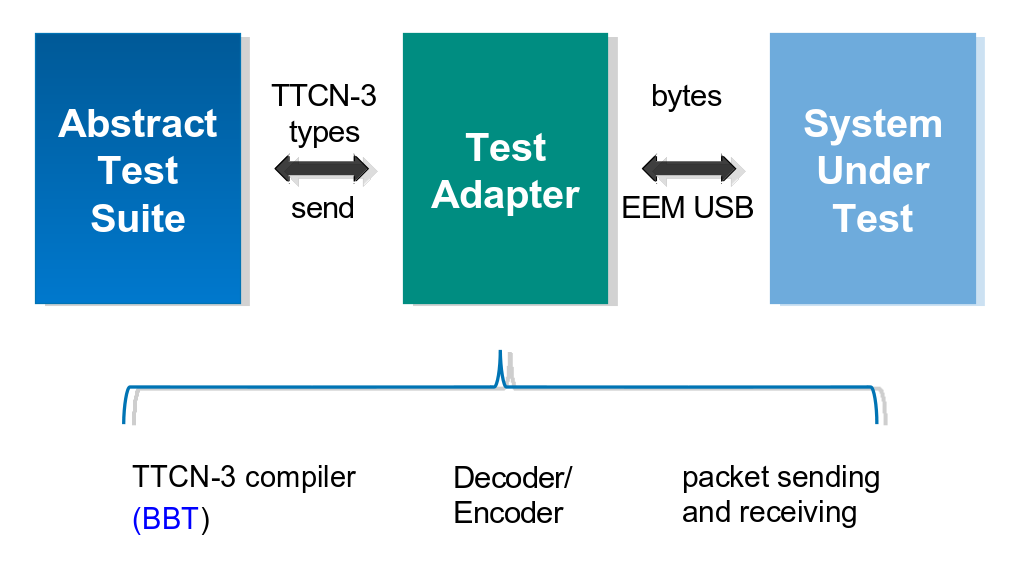 Abstract
Test
Suite
TTCN-3
types
send
Test
Adapter
bytes
EEM USB
System
Under
Test
TTCN-3 compiler
(BBT)
Decoder/
Encoder
packet sending
and receiving